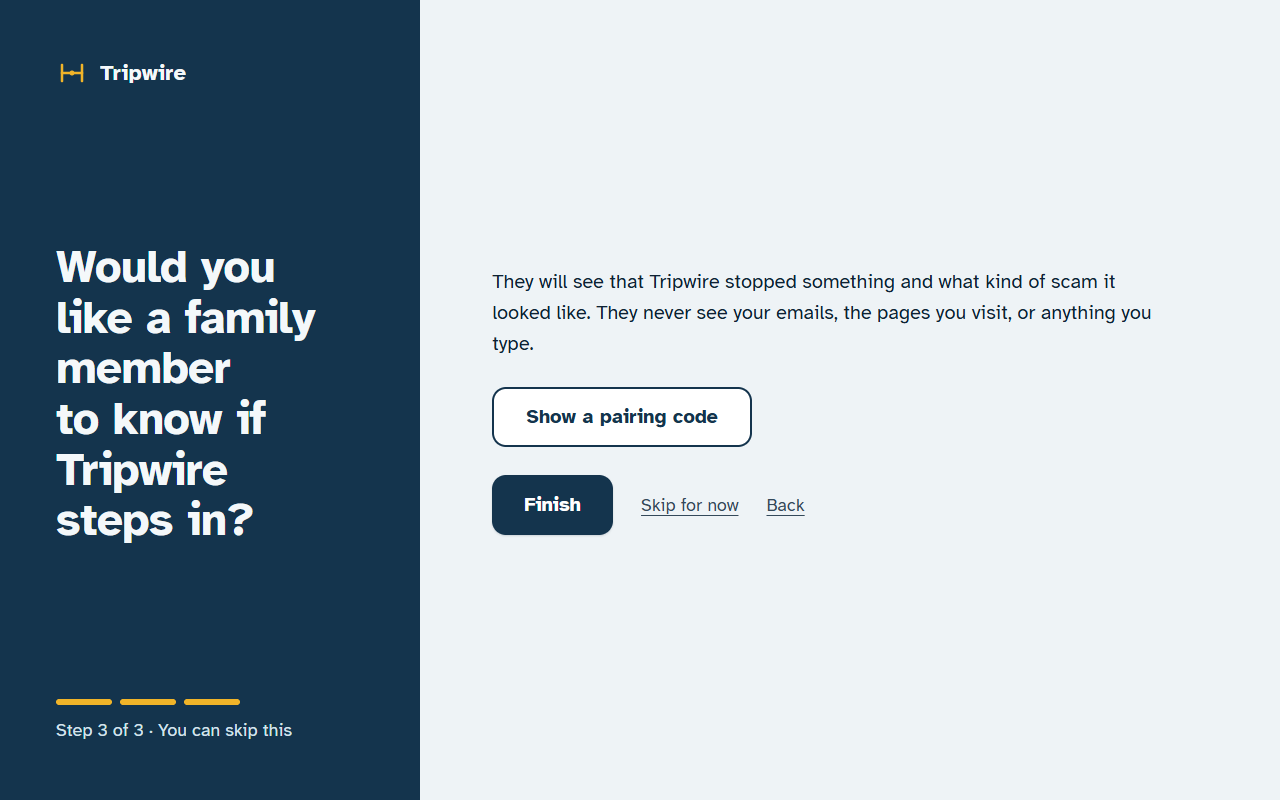 Tripwire
Would you
like a family
member
to know if
Tripwire
steps in?
Step 3 of 3 · You can skip this
They will see that Tripwire stopped something and what kind of scam it
looked like. They never see your emails, the pages you visit, or anything you
type.
Show a pairing code
Finish
Skip for now
Back